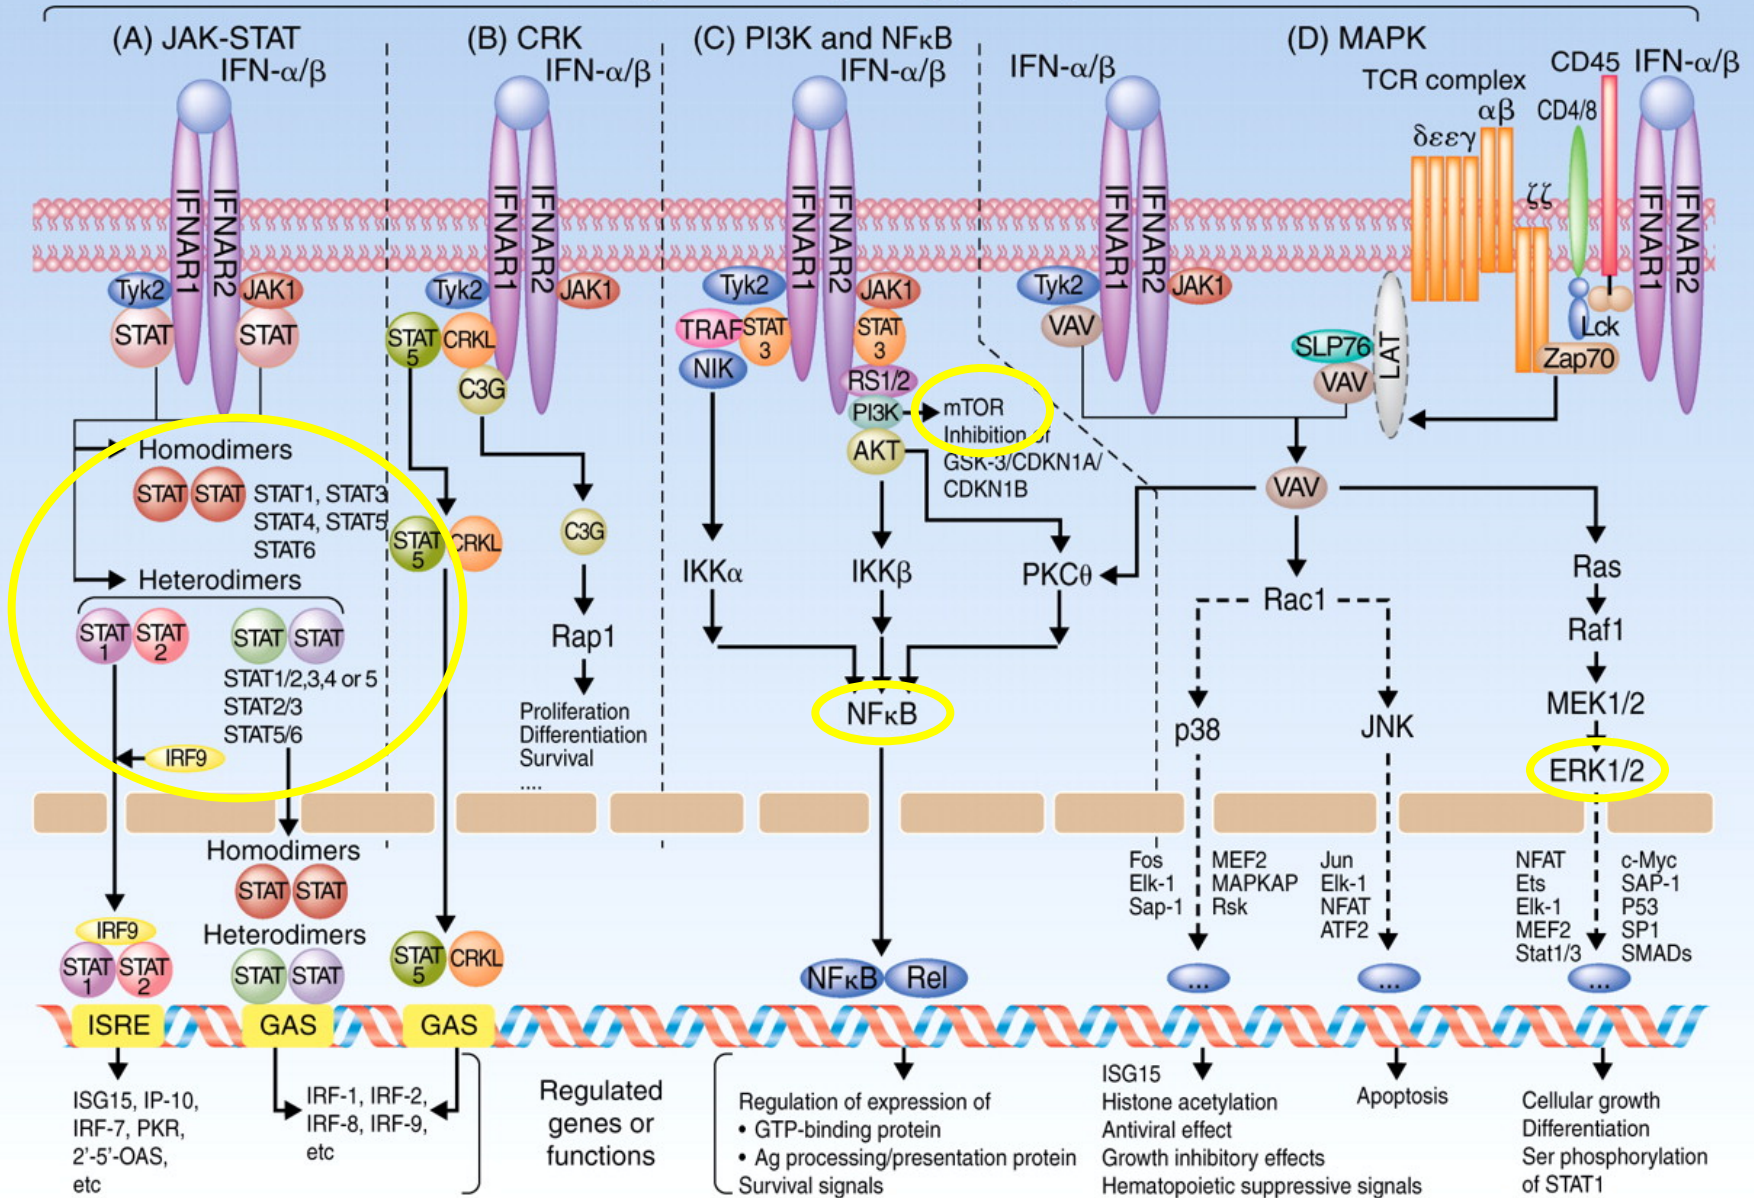 (A) JAK-STAT
IFN-α/β
IFNAR1
IFNAR2
Tyk2
JAK1
STAT
STAT
Homodimers
STAT STAT
STAT1, STAT3
STAT4, STAT5
STAT6
Heterodimers
STAT 1
STAT 2
STAT STAT
STAT1/2,3,4 or 5
STAT2/3
STAT5/6
IRF9
Homodimers
STAT STAT
Heterodimers
STAT STAT
IRF9
STAT 1
STAT 2
ISRE
GAS
ISG15, IP-10,
IRF-7, PKR,
2'-5'-OAS,
etc
IRF-1, IRF-2,
IRF-8, IRF-9,
etc
(B) CRK
IFN-α/β
IFNAR1
IFNAR2
Tyk2
JAK1
STAT 5
CRKL
C3G
STAT 5
CRKL
C3G
Rap1
Proliferation
Differentiation
Survival
....
STAT 5
CRKL
GAS
Regulated
genes or
functions
(C) PI3K and NFκB
IFN-α/β
IFNAR1
IFNAR2
Tyk2
JAK1
TRAF
STAT 3
STAT 3
NIK
RS1/2
PI3K
mTOR
AKT
Inhibition of
GSK-3/CDKN1A/
CDKN1B
IKKα
IKKβ
PKCθ
NFκB
NFκB
Rel
Regulation of expression of
• GTP-binding protein
• Ag processing/presentation protein
Survival signals
(D) MAPK
IFN-α/β
IFNAR1
IFNAR2
Tyk2
JAK1
VAV
TCR complex
δεεγ
αβ
ζζ
CD4/8
CD45
IFN-α/β
IFNAR1
IFNAR2
SLP76
VAV
LAT
Lck
Zap70
VAV
Rac1
p38
JNK
Ras
Raf1
MEK1/2
ERK1/2
Fos
Elk-1
Sap-1
MEF2
MAPKAP
Rsk
Jun
Elk-1
NFAT
ATF2
NFAT
Ets
Elk-1
MEF2
Stat1/3
c-Myc
SAP-1
P53
SP1
SMADs
...
...
...
ISG15
Histone acetylation
Antiviral effect
Growth inhibitory effects
Hematopoietic suppressive signals
Apoptosis
Cellular growth
Differentiation
Ser phosphorylation
of STAT1